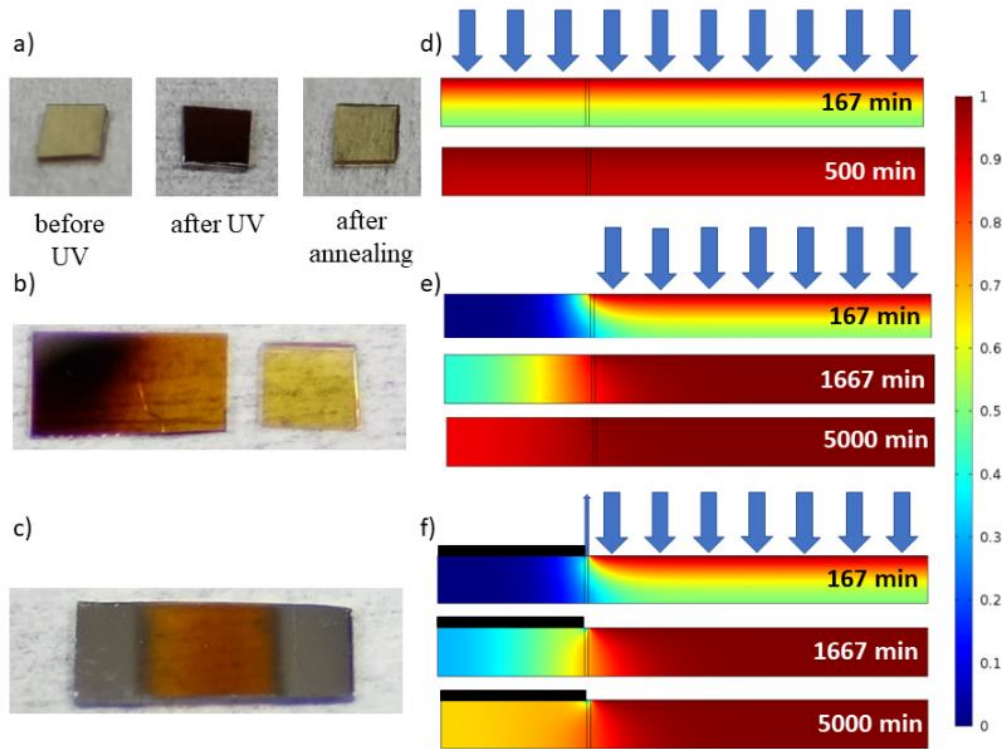 a)
before
UV
after UV
after
annealing
b)
c)
d)
167 min
500 min
e)
167 min
1667 min
5000 min
f)
167 min
1667 min
5000 min
1
0.9
0.8
0.7
0.6
0.5
0.4
0.3
0.2
0.1
0